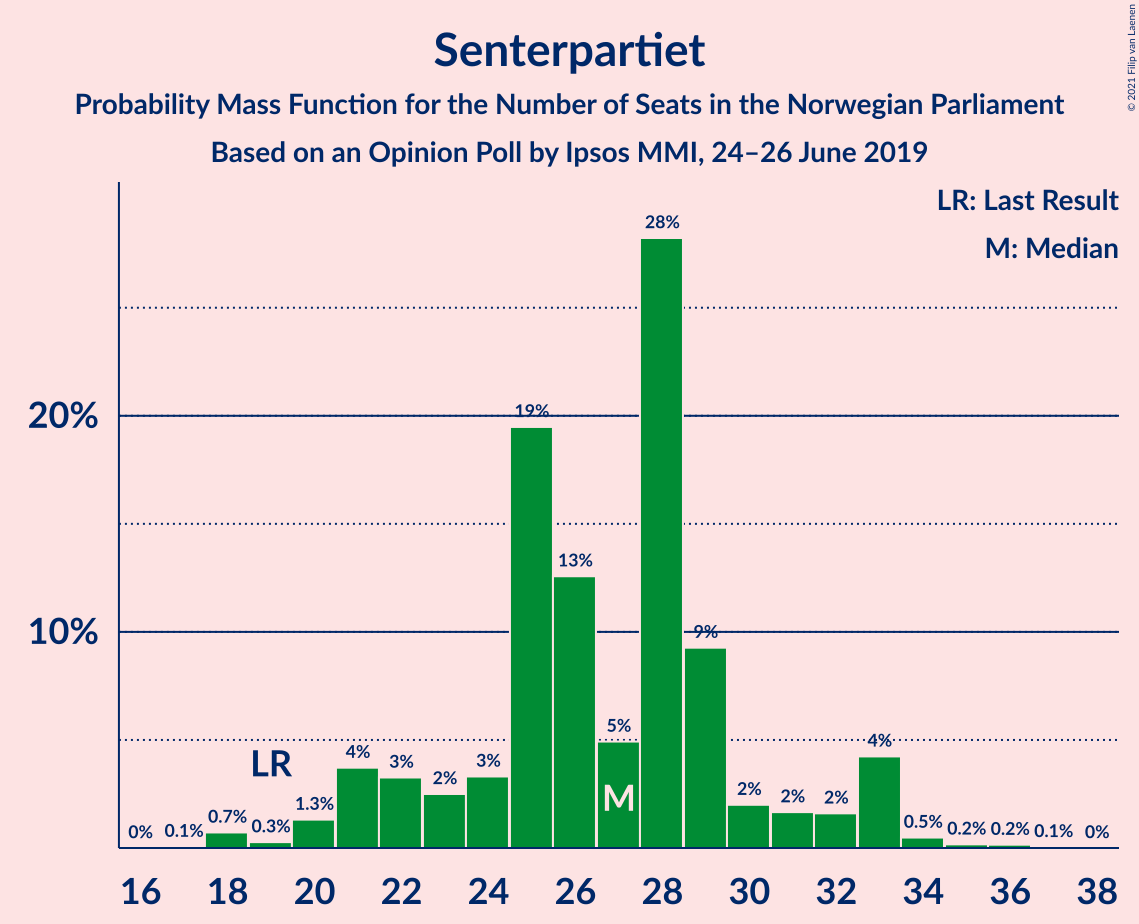 Senterpartiet
Probability Mass Function for the Number of Seats in the Norwegian Parliament
Based on an Opinion Poll by Ipsos MMI, 24–26 June 2019
© 2021 Filip van Laenen
LR: Last Result
M: Median
28%
20%
19%
13%
10%
9%
5%
4%
LR
4%
3%
2%
3%
M
2%
2%
2%
0%
0.1%
0.7%
0.3%
1.3%
0.5%
0.2%
0.2%
0.1%
0%
16 18 20 22 24 26 28 30 32 34 36 38